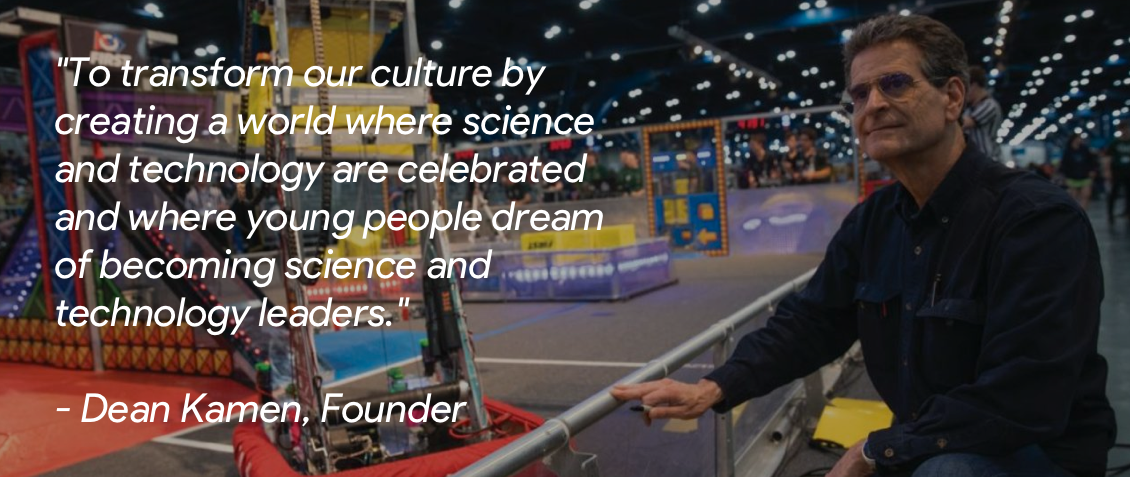 "To transform our culture by
creating a world where science
and technology are celebrated
and where young people dream
of becoming science and
technology leaders."
- Dean Kamen, Founder